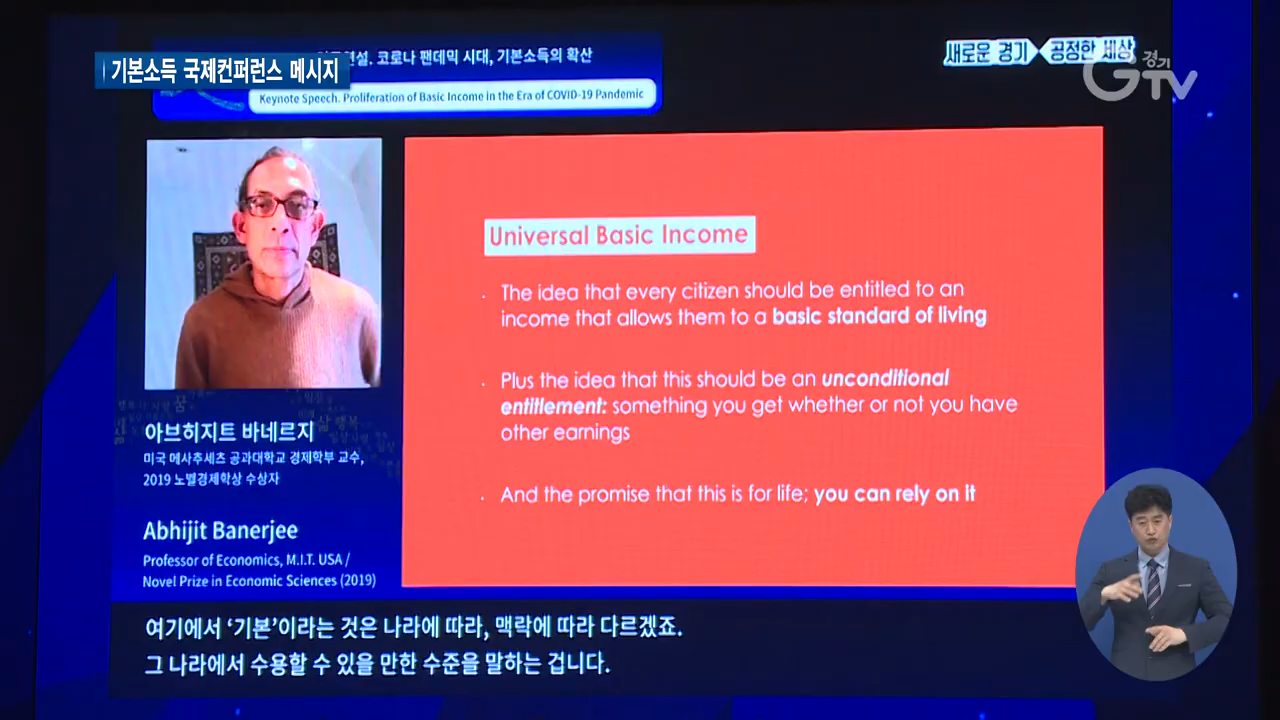 기본소득 국제컨퍼런스 메시지
코로나 팬데믹 시대, 기본소득의 확산
Keynote Speech. Proliferation of Basic Income in the Era of COVID-19 Pandemic
새로운 경기 공정한 세상
경기
GTV
Universal Basic Income
· The idea that every citizen should be entitled to an
income that allows them to a basic standard of living
· Plus the idea that this should be an unconditional
entitlement: something you get whether or not you have
other earnings
· And the promise that this is for life; you can rely on it
아브히지트 바네르지
미국 메사추세츠 공과대학교 경제학부 교수,
2019 노벨경제학상 수상자
Abhijit Banerjee
Professor of Economics, M.I.T. USA /
Novel Prize in Economic Sciences (2019)
여기에서 ‘기본’이라는 것은 나라에 따라, 맥락에 따라 다르겠죠.
그 나라에서 수용할 수 있을 만한 수준을 말하는 겁니다.